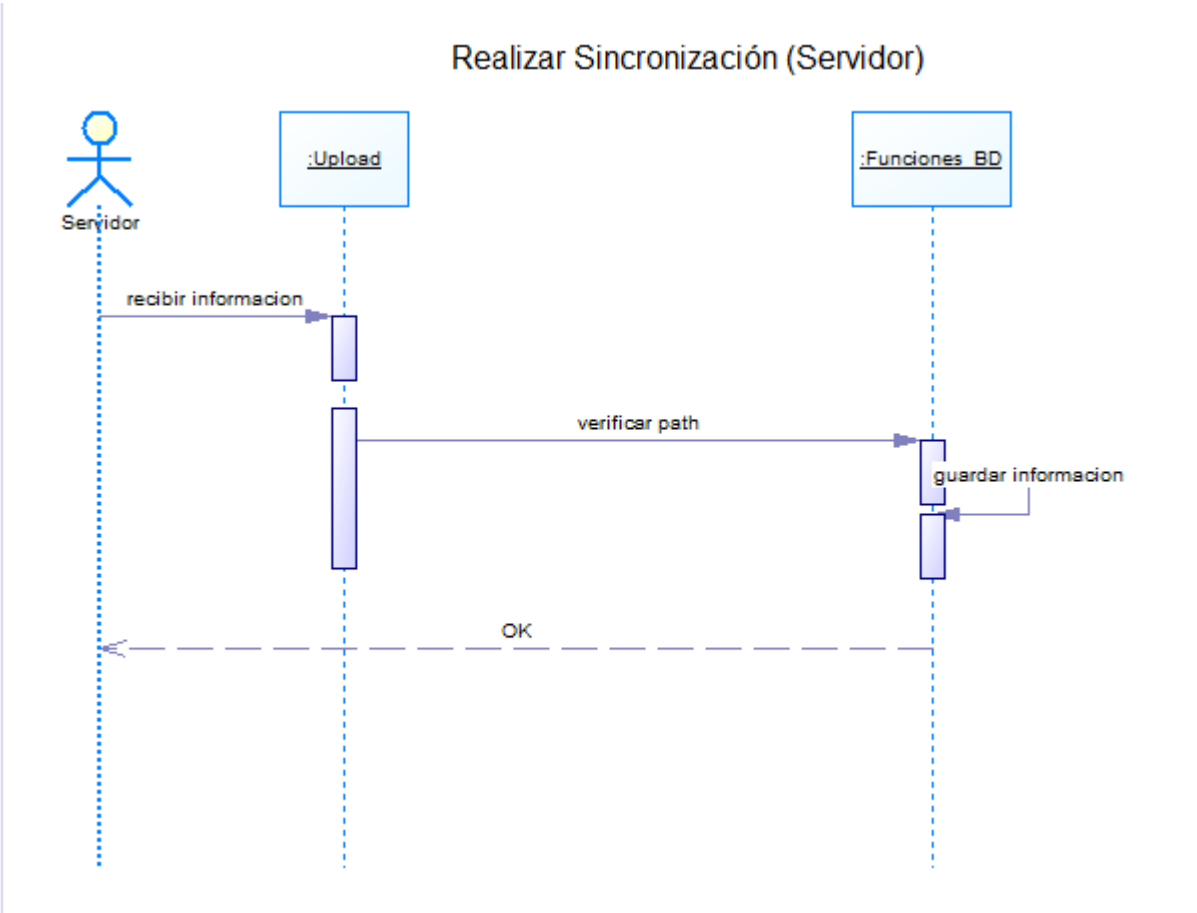 Realizar Sincronización (Servidor)
:Upload
:Funciones_BD
Servidor
recibir informacion
verificar path
guardar informacion
OK